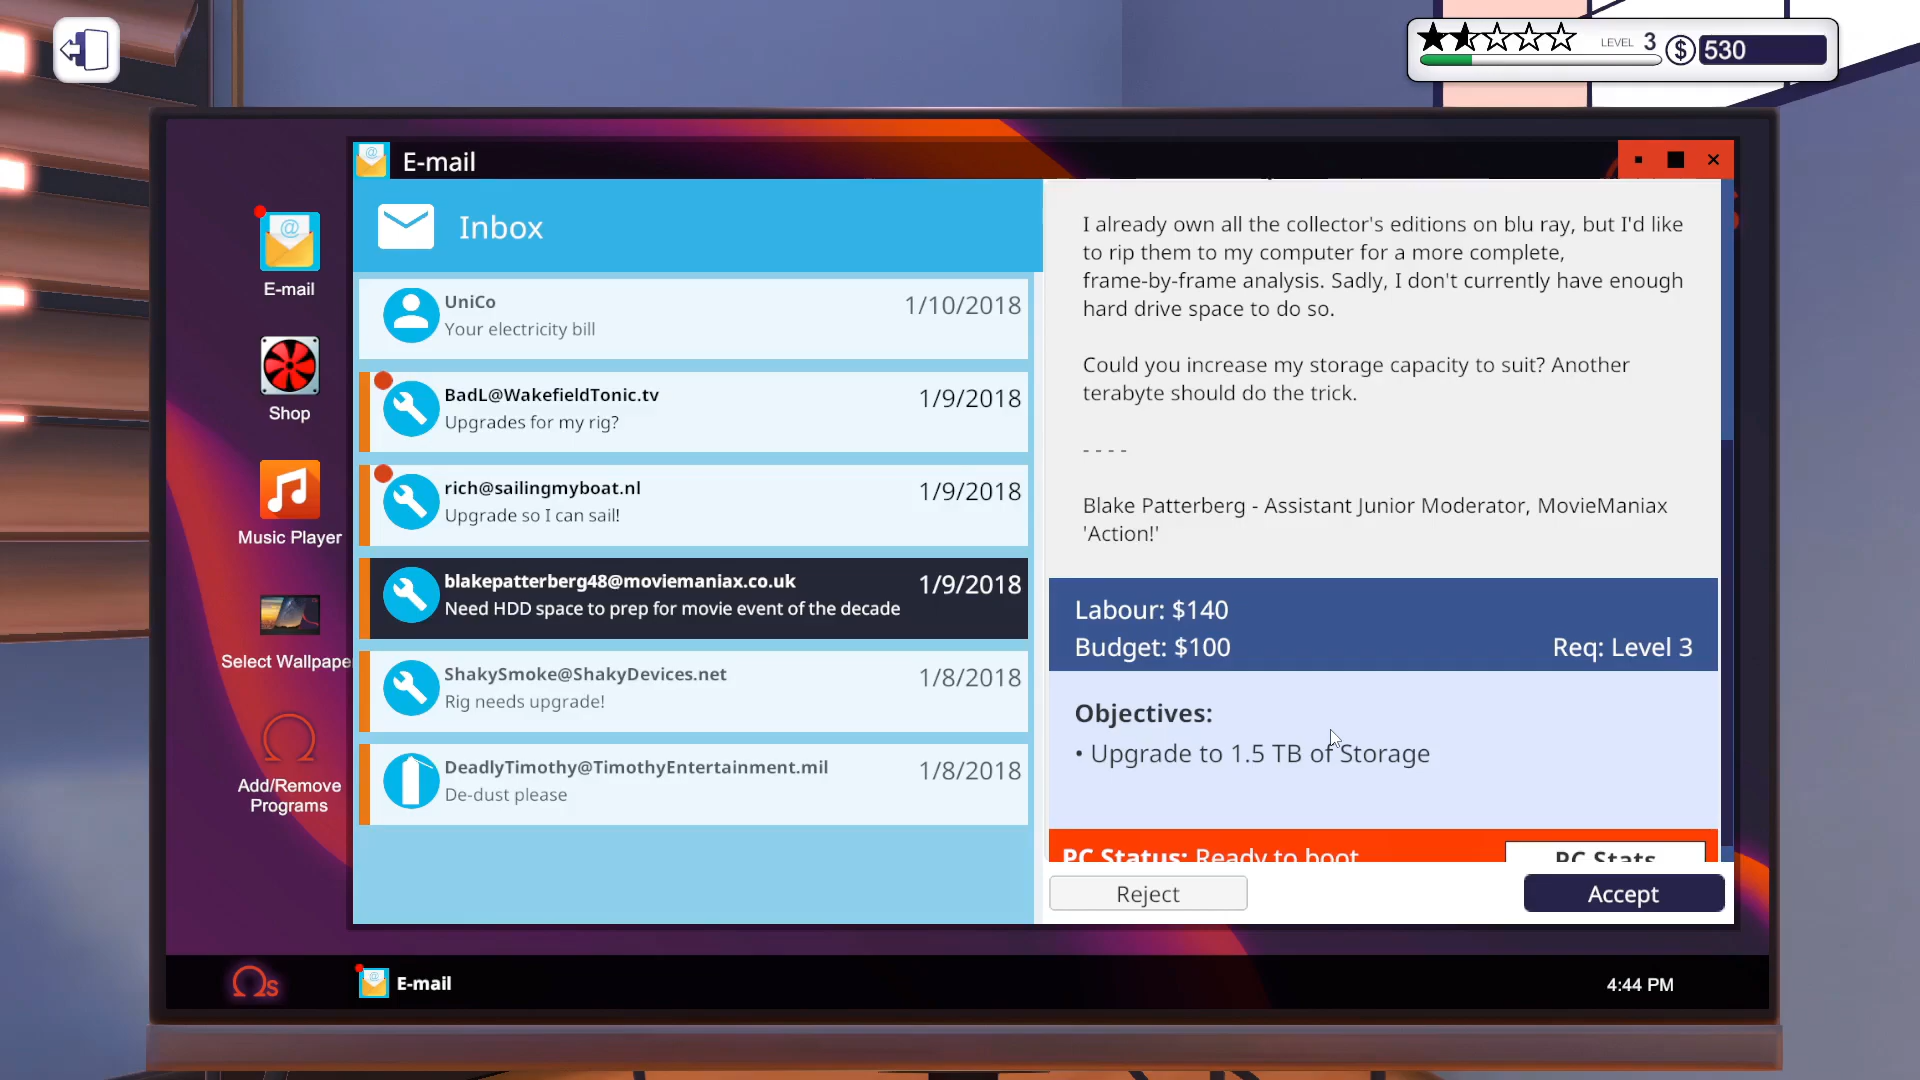 LEVEL 3
$ 530
E-mail
Inbox
E-mail
Shop
Music Player
Select Wallpape
Add/Remove
Programs
UniCo
1/10/2018
Your electricity bill
BadL@WakefieldTonic.tv
1/9/2018
Upgrades for my rig?
rich@sailingmyboat.nl
1/9/2018
Upgrade so I can sail!
blakepatterberg48@moviemaniax.co.uk
1/9/2018
Need HDD space to prep for movie event of the decade
ShakySmoke@ShakyDevices.net
1/8/2018
Rig needs upgrade!
DeadlyTimothy@TimothyEntertainment.mil
1/8/2018
De-dust please
I already own all the collector's editions on blu ray, but I'd like
to rip them to my computer for a more complete,
frame-by-frame analysis. Sadly, I don't currently have enough
hard drive space to do so.
Could you increase my storage capacity to suit? Another
terabyte should do the trick.
- - - -
Blake Patterberg - Assistant Junior Moderator, MovieManiax
'Action!'
Labour: $140
Budget: $100
Req: Level 3
Objectives:
• Upgrade to 1.5 TB of Storage
PC Status: Ready to boot
PC Stats
Reject
Accept
Ωs
E-mail
4:44 PM